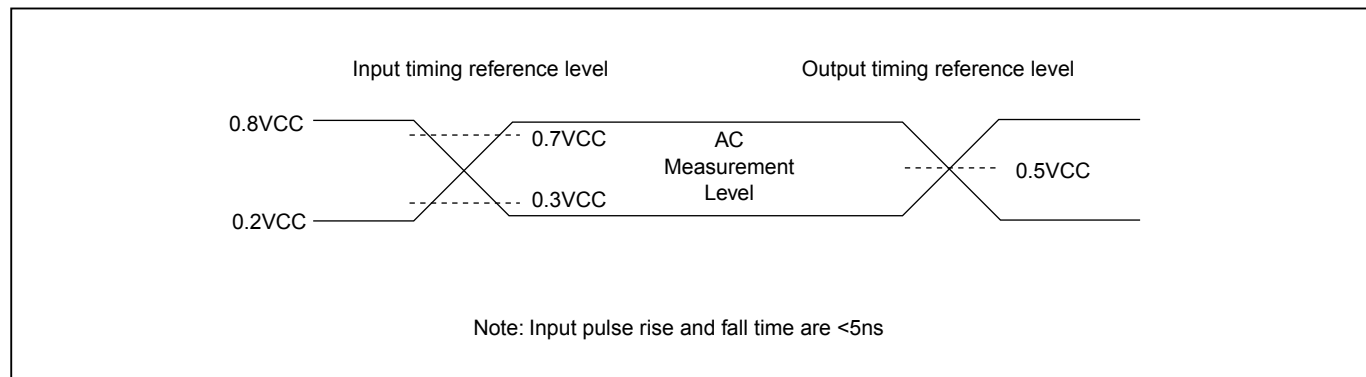 Input timing reference level
Output timing reference level
0.8VCC
0.7VCC
AC
Measurement
Level
0.5VCC
0.3VCC
0.2VCC
Note: Input pulse rise and fall time are <5ns